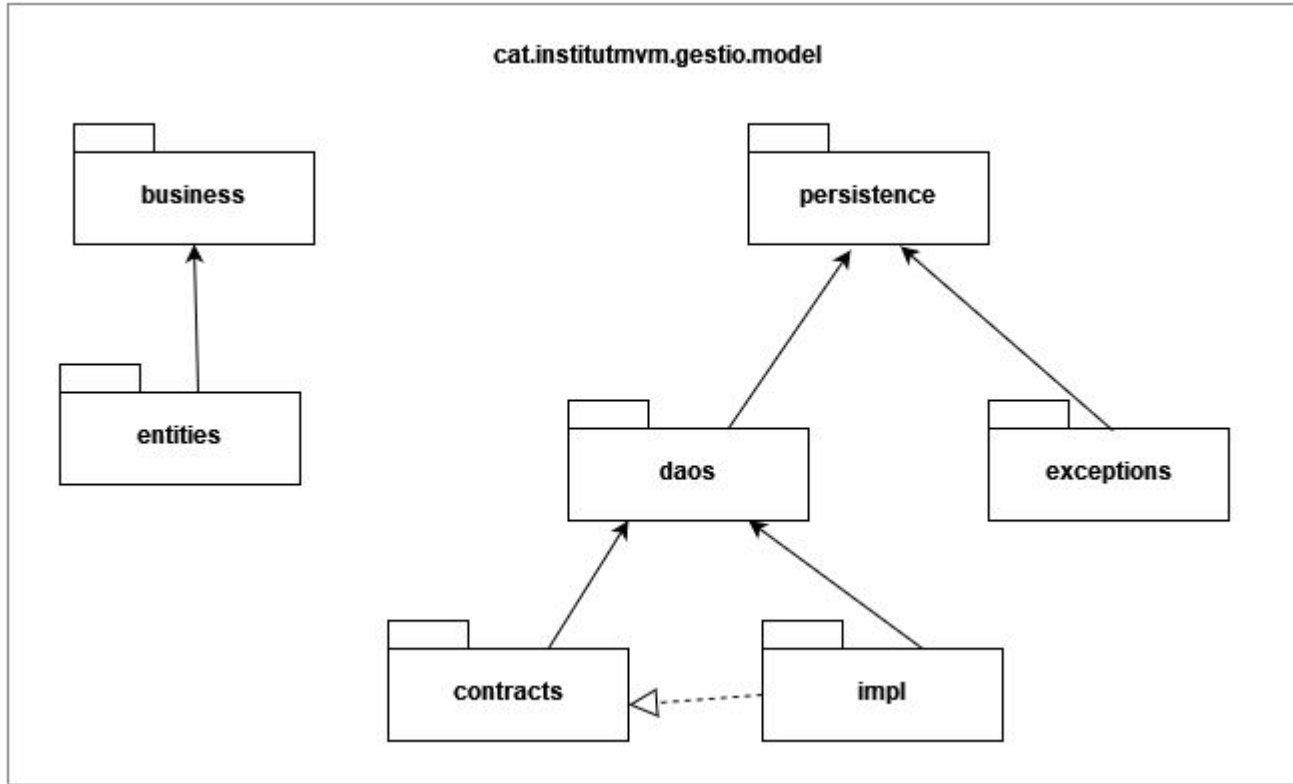 cat.institutmvm.gestio.model
business
persistence
entities
daos
exceptions
contracts
impl